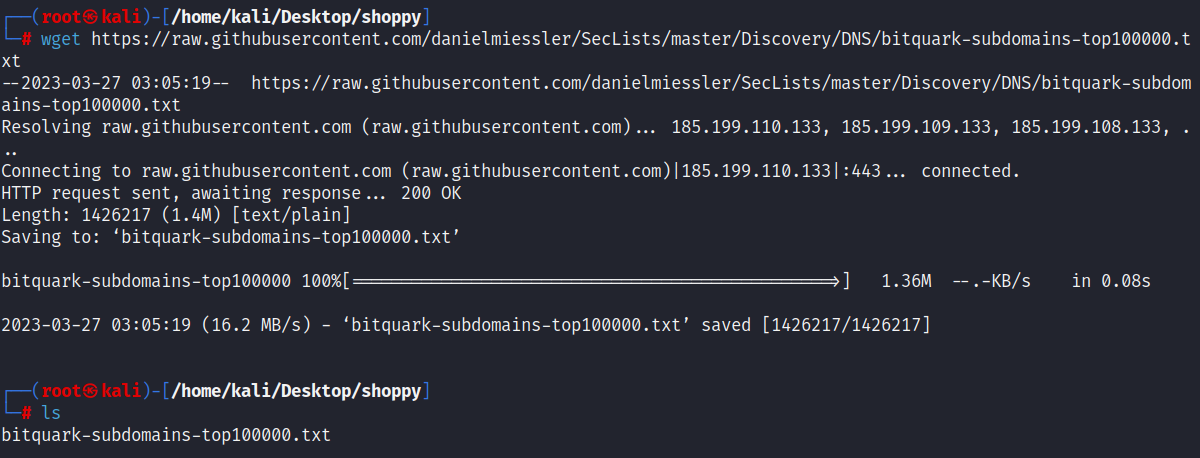 ┌──(root㉿kali)-[/home/kali/Desktop/shoppy]
└─# wget https://raw.githubusercontent.com/danielmiessler/SecLists/master/Discovery/DNS/bitquark-subdomains-top100000.t
xt
--2023-03-27 03:05:19--  https://raw.githubusercontent.com/danielmiessler/SecLists/master/Discovery/DNS/bitquark-subdom
ains-top100000.txt
Resolving raw.githubusercontent.com (raw.githubusercontent.com)... 185.199.110.133, 185.199.109.133, 185.199.108.133, .
..
Connecting to raw.githubusercontent.com (raw.githubusercontent.com)|185.199.110.133|:443... connected.
HTTP request sent, awaiting response... 200 OK
Length: 1426217 (1.4M) [text/plain]
Saving to: ‘bitquark-subdomains-top100000.txt’
bitquark-subdomains-top100000 100%[================================================>]   1.36M  --.-KB/s    in 0.08s
2023-03-27 03:05:19 (16.2 MB/s) - ‘bitquark-subdomains-top100000.txt’ saved [1426217/1426217]
┌──(root㉿kali)-[/home/kali/Desktop/shoppy]
└─# ls
bitquark-subdomains-top100000.txt